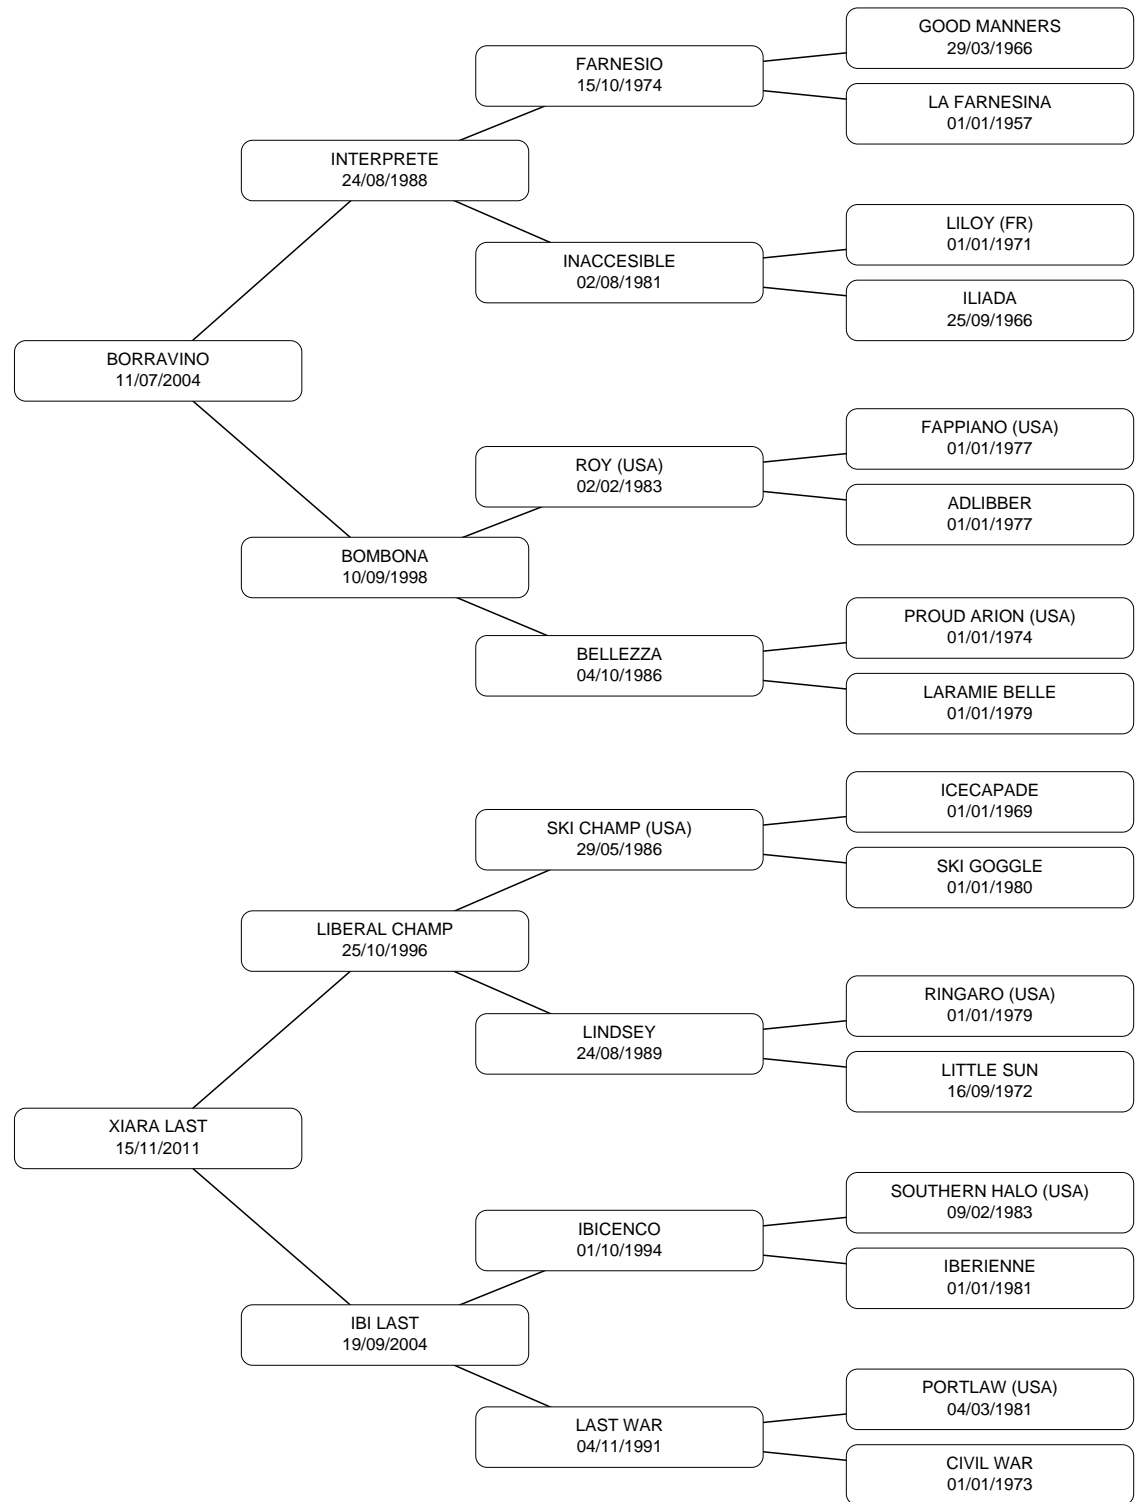 GOOD MANNERS
29/03/1966
FARNESIO
15/10/1974
LA FARNESINA
01/01/1957
INTERPRETE
24/08/1988
LILOY (FR)
01/01/1971
INACCESIBLE
02/08/1981
ILIADA
25/09/1966
BORRAVINO
11/07/2004
FAPPIANO (USA)
01/01/1977
ROY (USA)
02/02/1983
ADLIBBER
01/01/1977
BOMBONA
10/09/1998
PROUD ARION (USA)
01/01/1974
BELLEZZA
04/10/1986
LARAMIE BELLE
01/01/1979
ICECAPADE
01/01/1969
SKI CHAMP (USA)
29/05/1986
SKI GOGGLE
01/01/1980
LIBERAL CHAMP
25/10/1996
RINGARO (USA)
01/01/1979
LINDSEY
24/08/1989
LITTLE SUN
16/09/1972
XIARA LAST
15/11/2011
SOUTHERN HALO (USA)
09/02/1983
IBICENCO
01/10/1994
IBERIENNE
01/01/1981
IBI LAST
19/09/2004
PORTLAW (USA)
04/03/1981
LAST WAR
04/11/1991
CIVIL WAR
01/01/1973